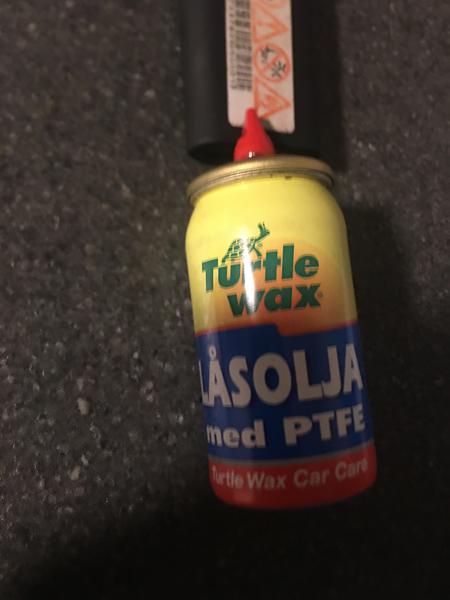 Turtle
wax®
LÅSOLJA
med PTFE
Turtle Wax Car Care